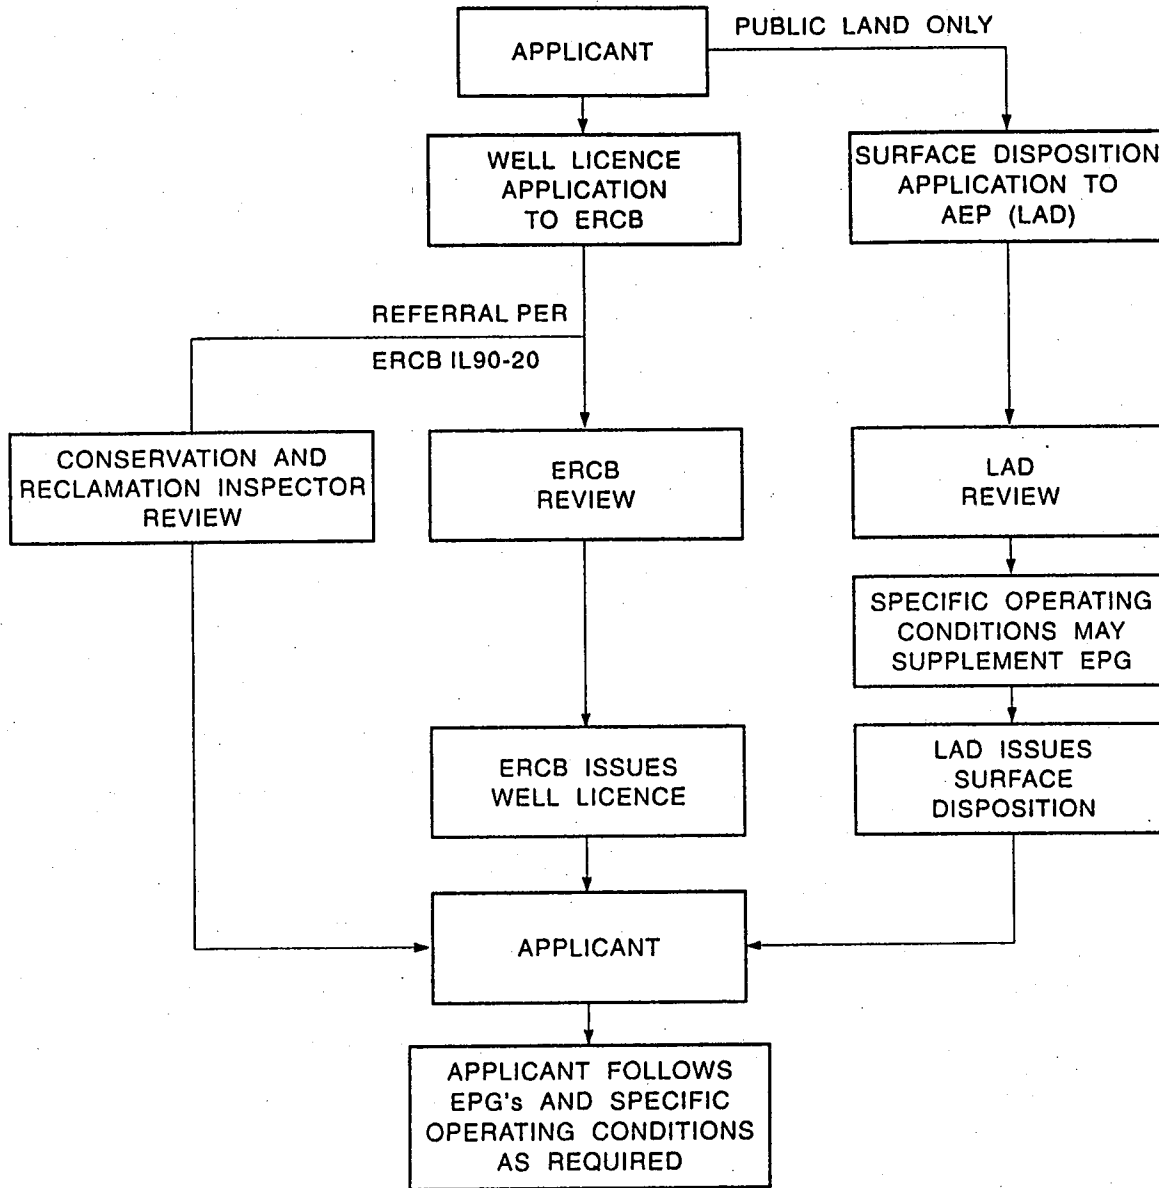 APPLICANT
PUBLIC LAND ONLY
WELL LICENCE
APPLICATION
TO ERCB
SURFACE DISPOSITION
APPLICATION TO
AEP (LAD)
REFERRAL PER
ERCB IL90-20
CONSERVATION AND
RECLAMATION INSPECTOR
REVIEW
ERCB
REVIEW
LAD
REVIEW
SPECIFIC OPERATING
CONDITIONS MAY
SUPPLEMENT EPG
ERCB ISSUES
WELL LICENCE
LAD ISSUES
SURFACE
DISPOSITION
APPLICANT
APPLICANT FOLLOWS
EPG's AND SPECIFIC
OPERATING CONDITIONS
AS REQUIRED